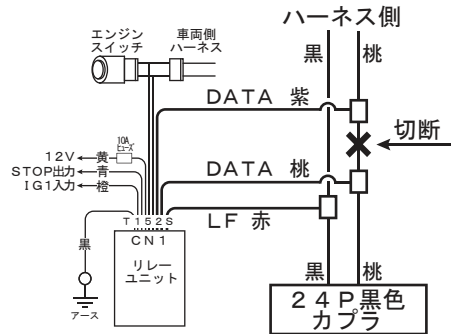 ハーネス側
黒 桃
エンジン
スイッチ
車両側
ハーネス
DATA 紫
切断
10A
ヒューズ
12V 黄
STOP出力 青
IG1入力 橙
DATA 桃
LF 赤
T152S
CN1
黒
リレー
ユニット
アース
黒 桃
24P黒色
カプラ